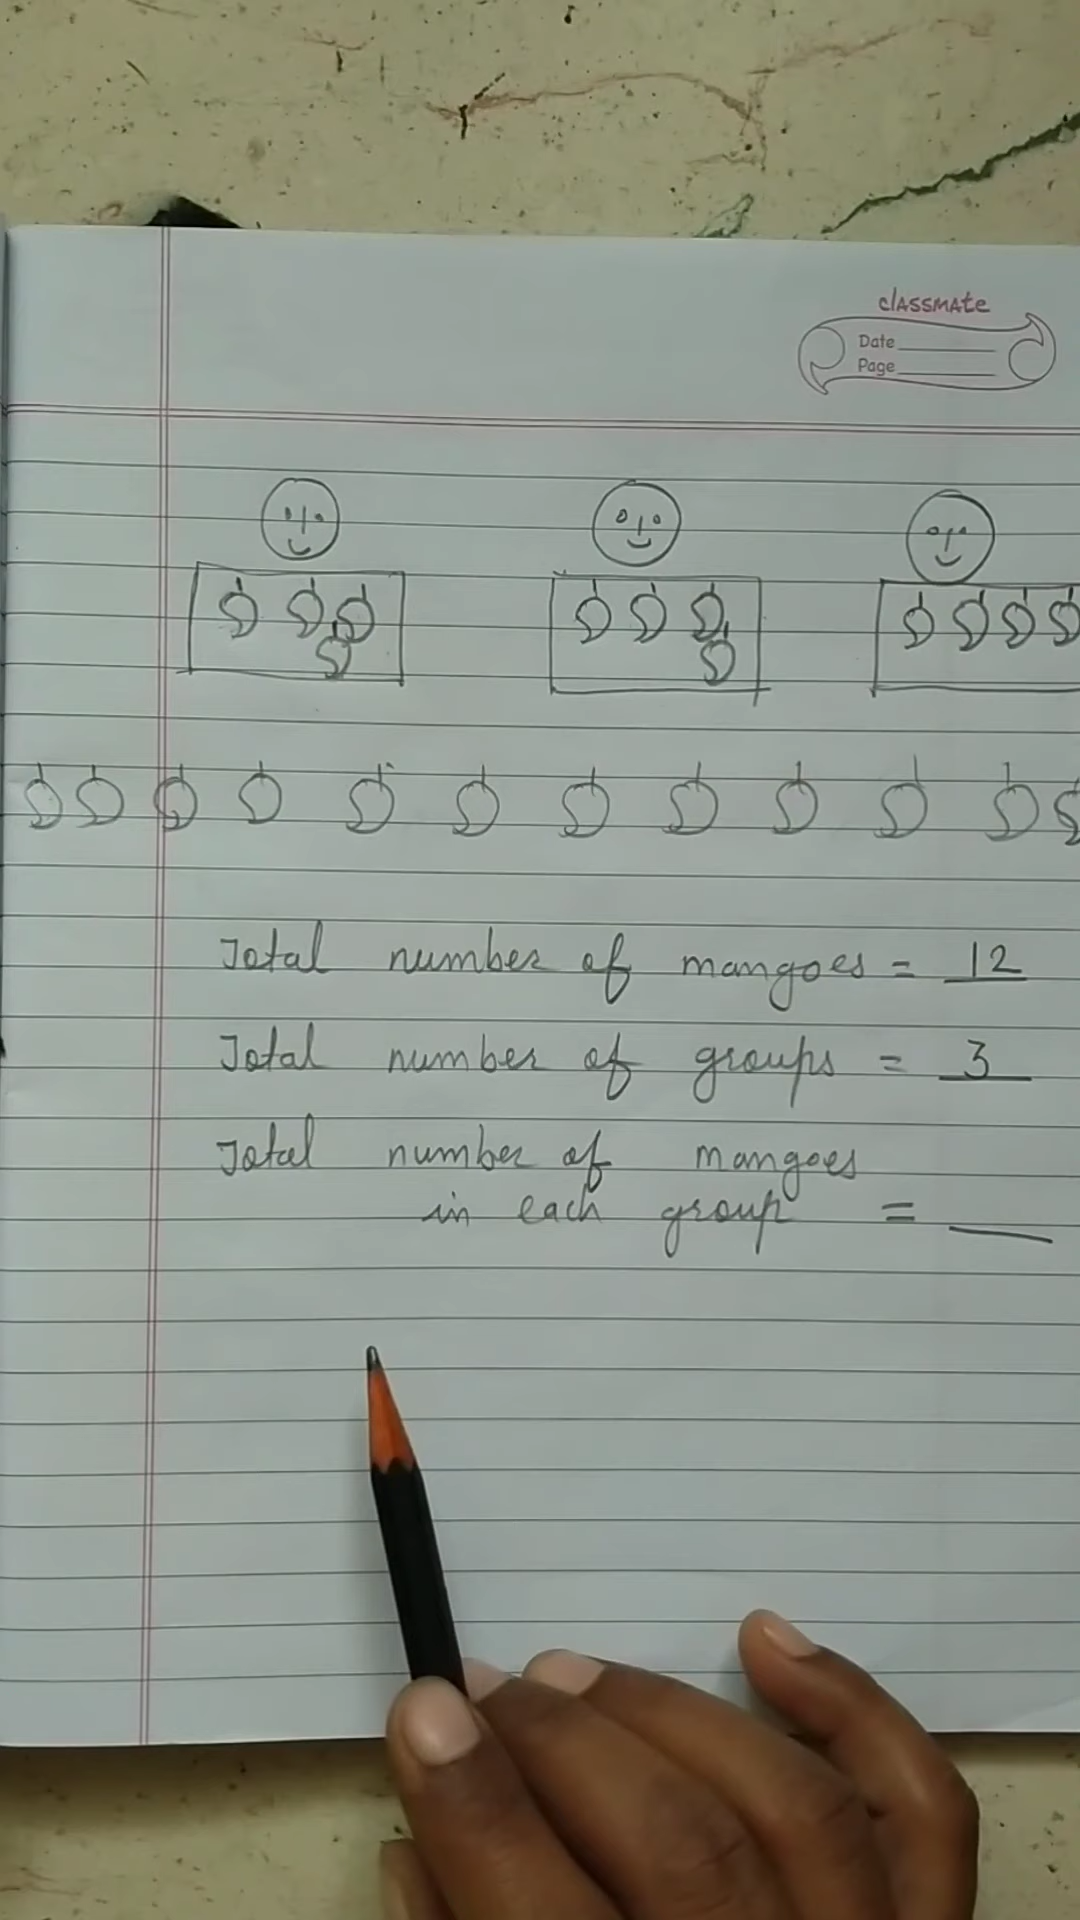 classmate
Date
Page
Total number of mangoes = 12
Total number of groups = 3
Total number of mangoes
in each group =